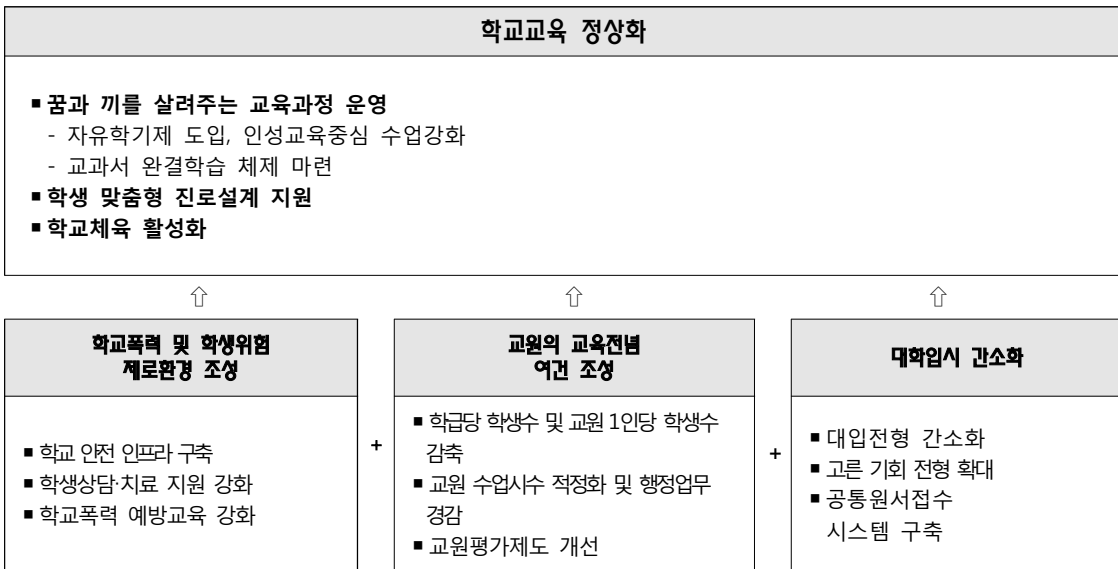 학교교육 정상화
▪ 꿈과 끼를 살려주는 교육과정 운영
- 자유학기제 도입, 인성교육중심 수업강화
- 교과서 완결학습 체제 마련
▪ 학생 맞춤형 진로설계 지원
▪ 학교체육 활성화
⇧ ⇧ ⇧
학교폭력 및 학생위험
제로환경 조성
▪ 학교 안전 인프라 구축
▪ 학생상담·치료 지원 강화
▪ 학교폭력 예방교육 강화
+
교원의 교육전념
여건 조성
▪ 학급당 학생수 및 교원 1인당 학생수
감축
▪ 교원 수업시수 적정화 및 행정업무
경감
▪ 교원평가제도 개선
+
대학입시 간소화
▪ 대입전형 간소화
▪ 고른 기회 전형 확대
▪ 공통원서접수
시스템 구축